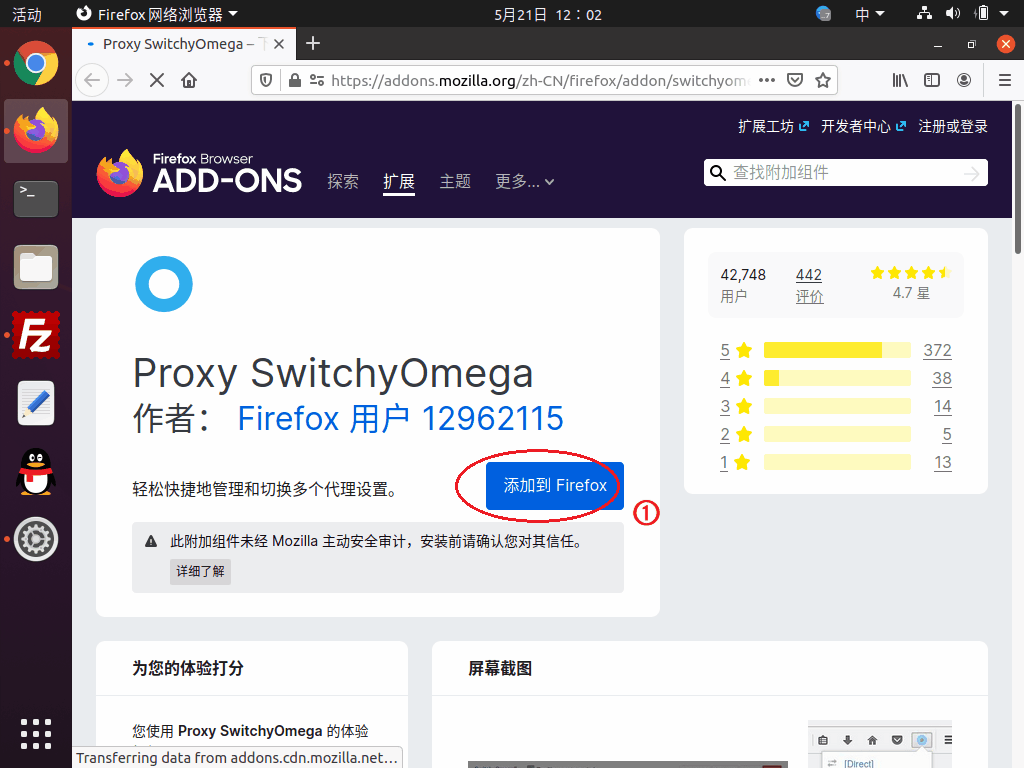 活动
Firefox 网络浏览器
5月21日 12：02
中
Proxy SwitchyOmega –
https://addons.mozilla.org/zh-CN/firefox/addon/switchyom
扩展工坊
开发者中心
注册或登录
Firefox Browser
ADD-ONS
探索
扩展
主题
更多...
查找附加组件
Proxy SwitchyOmega
作者： Firefox 用户 12962115
轻松快捷地管理和切换多个代理设置。
添加到 Firefox
①
此附加组件未经 Mozilla 主动安全审计，安装前请确认您对其信任。
详细了解
42,748
用户
442
评价
4.7 星
5 372
4 38
3 14
2 5
1 13
为您的体验打分
您使用 Proxy SwitchyOmega 的体验
屏幕截图
[Direct]
Transferring data from addons.cdn.mozilla.net…